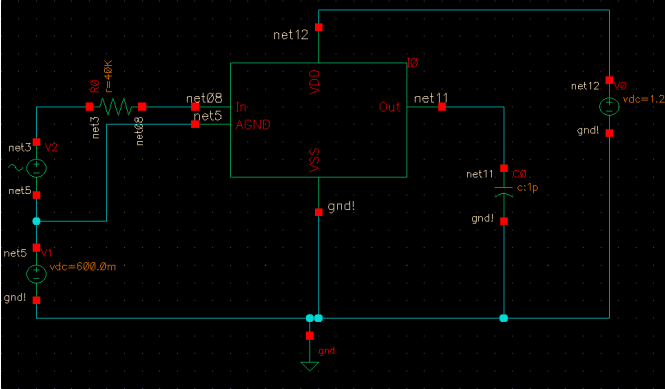 net12
I0
R0
r=40K
VDD
net12
V0
vdc=1.2
net08
In
Out
net11
net5
AGND
gnd!
net3
net08
net3
V2
VSS
net11
C0
c:1p
net5
gnd!
gnd!
net5
V1
vdc=600.0m
gnd!
gnd